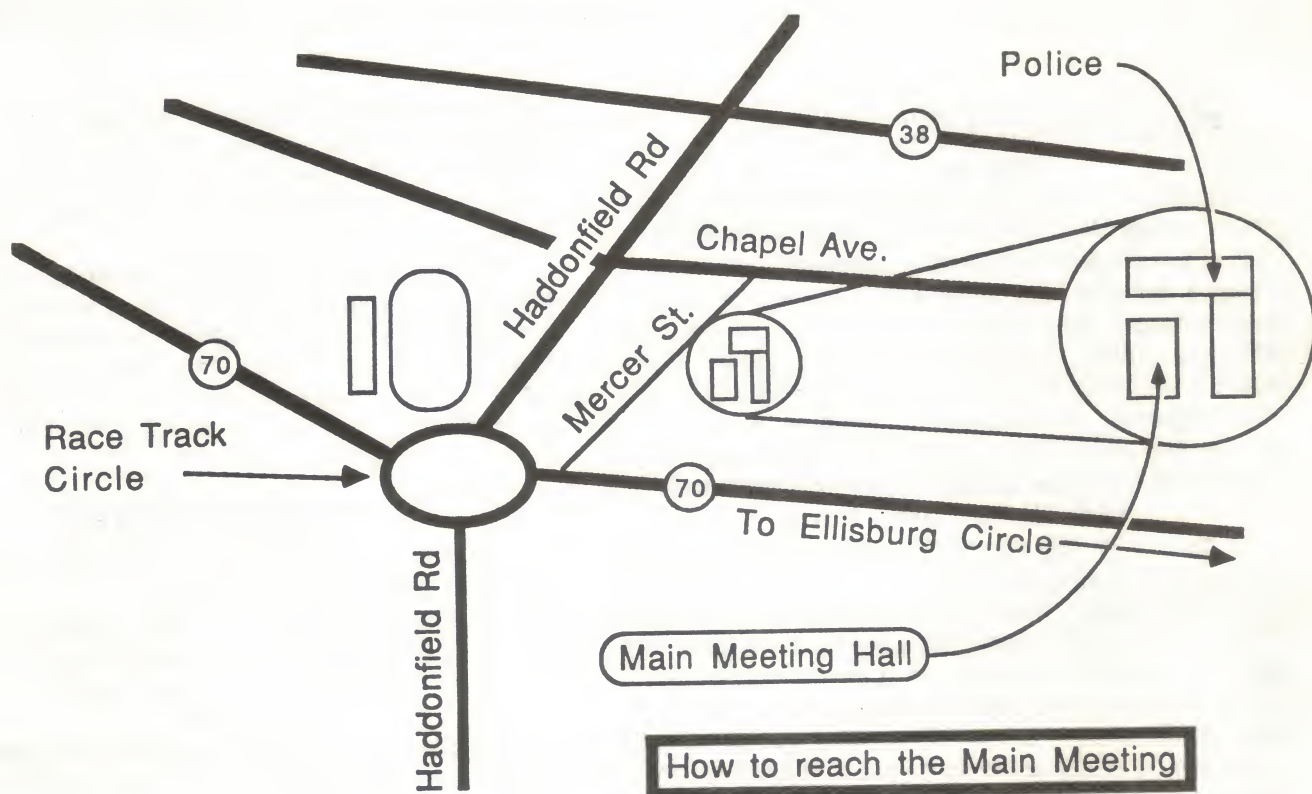 Police
38
Haddonfield Rd
Chapel Ave.
Mercer St.
70
Race Track
Circle
70
To Ellisburg Circle
Haddonfield Rd
Main Meeting Hall
How to reach the Main Meeting